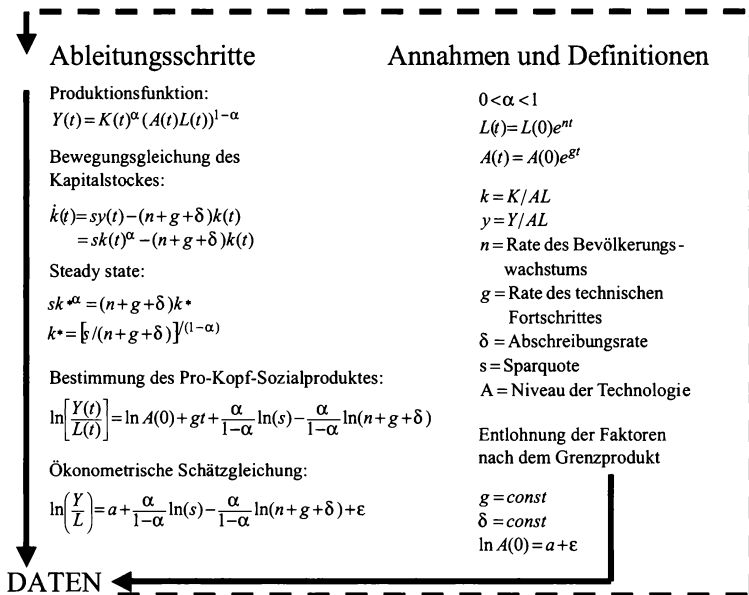 Ableitungsschritte
Produktionsfunktion:
Y(t)=K(t)^α (A(t)L(t))^1−α
Bewegungsgleichung des
Kapitalstockes:
k̇(t)=sy(t)−(n+g+δ)k(t)
=sk(t)^α −(n+g+δ)k(t)
Steady state:
sk*^α =(n+g+δ)k*
k*=[s/(n+g+δ)]^/(1−α)
Bestimmung des Pro-Kopf-Sozialproduktes:
ln[Y(t)/L(t)]=ln A(0)+gt+α/1−α ln(s)−α/1−α ln(n+g+δ)
Ökonometrische Schätzgleichung:
ln(Y/L)=a+α/1−α ln(s)−α/1−α ln(n+g+δ)+ε
DATEN
Annahmen und Definitionen
0<α<1
L(t)=L(0)e^nt
A(t)=A(0)e^gt
k=K/AL
y=Y/AL
n=Rate des Bevölkerungs-
wachstums
g=Rate des technischen
Fortschrittes
δ=Abschreibungsrate
s=Sparquote
A=Niveau der Technologie
Entlohnung der Faktoren
nach dem Grenzprodukt
g=const
δ=const
ln A(0)=a+ε